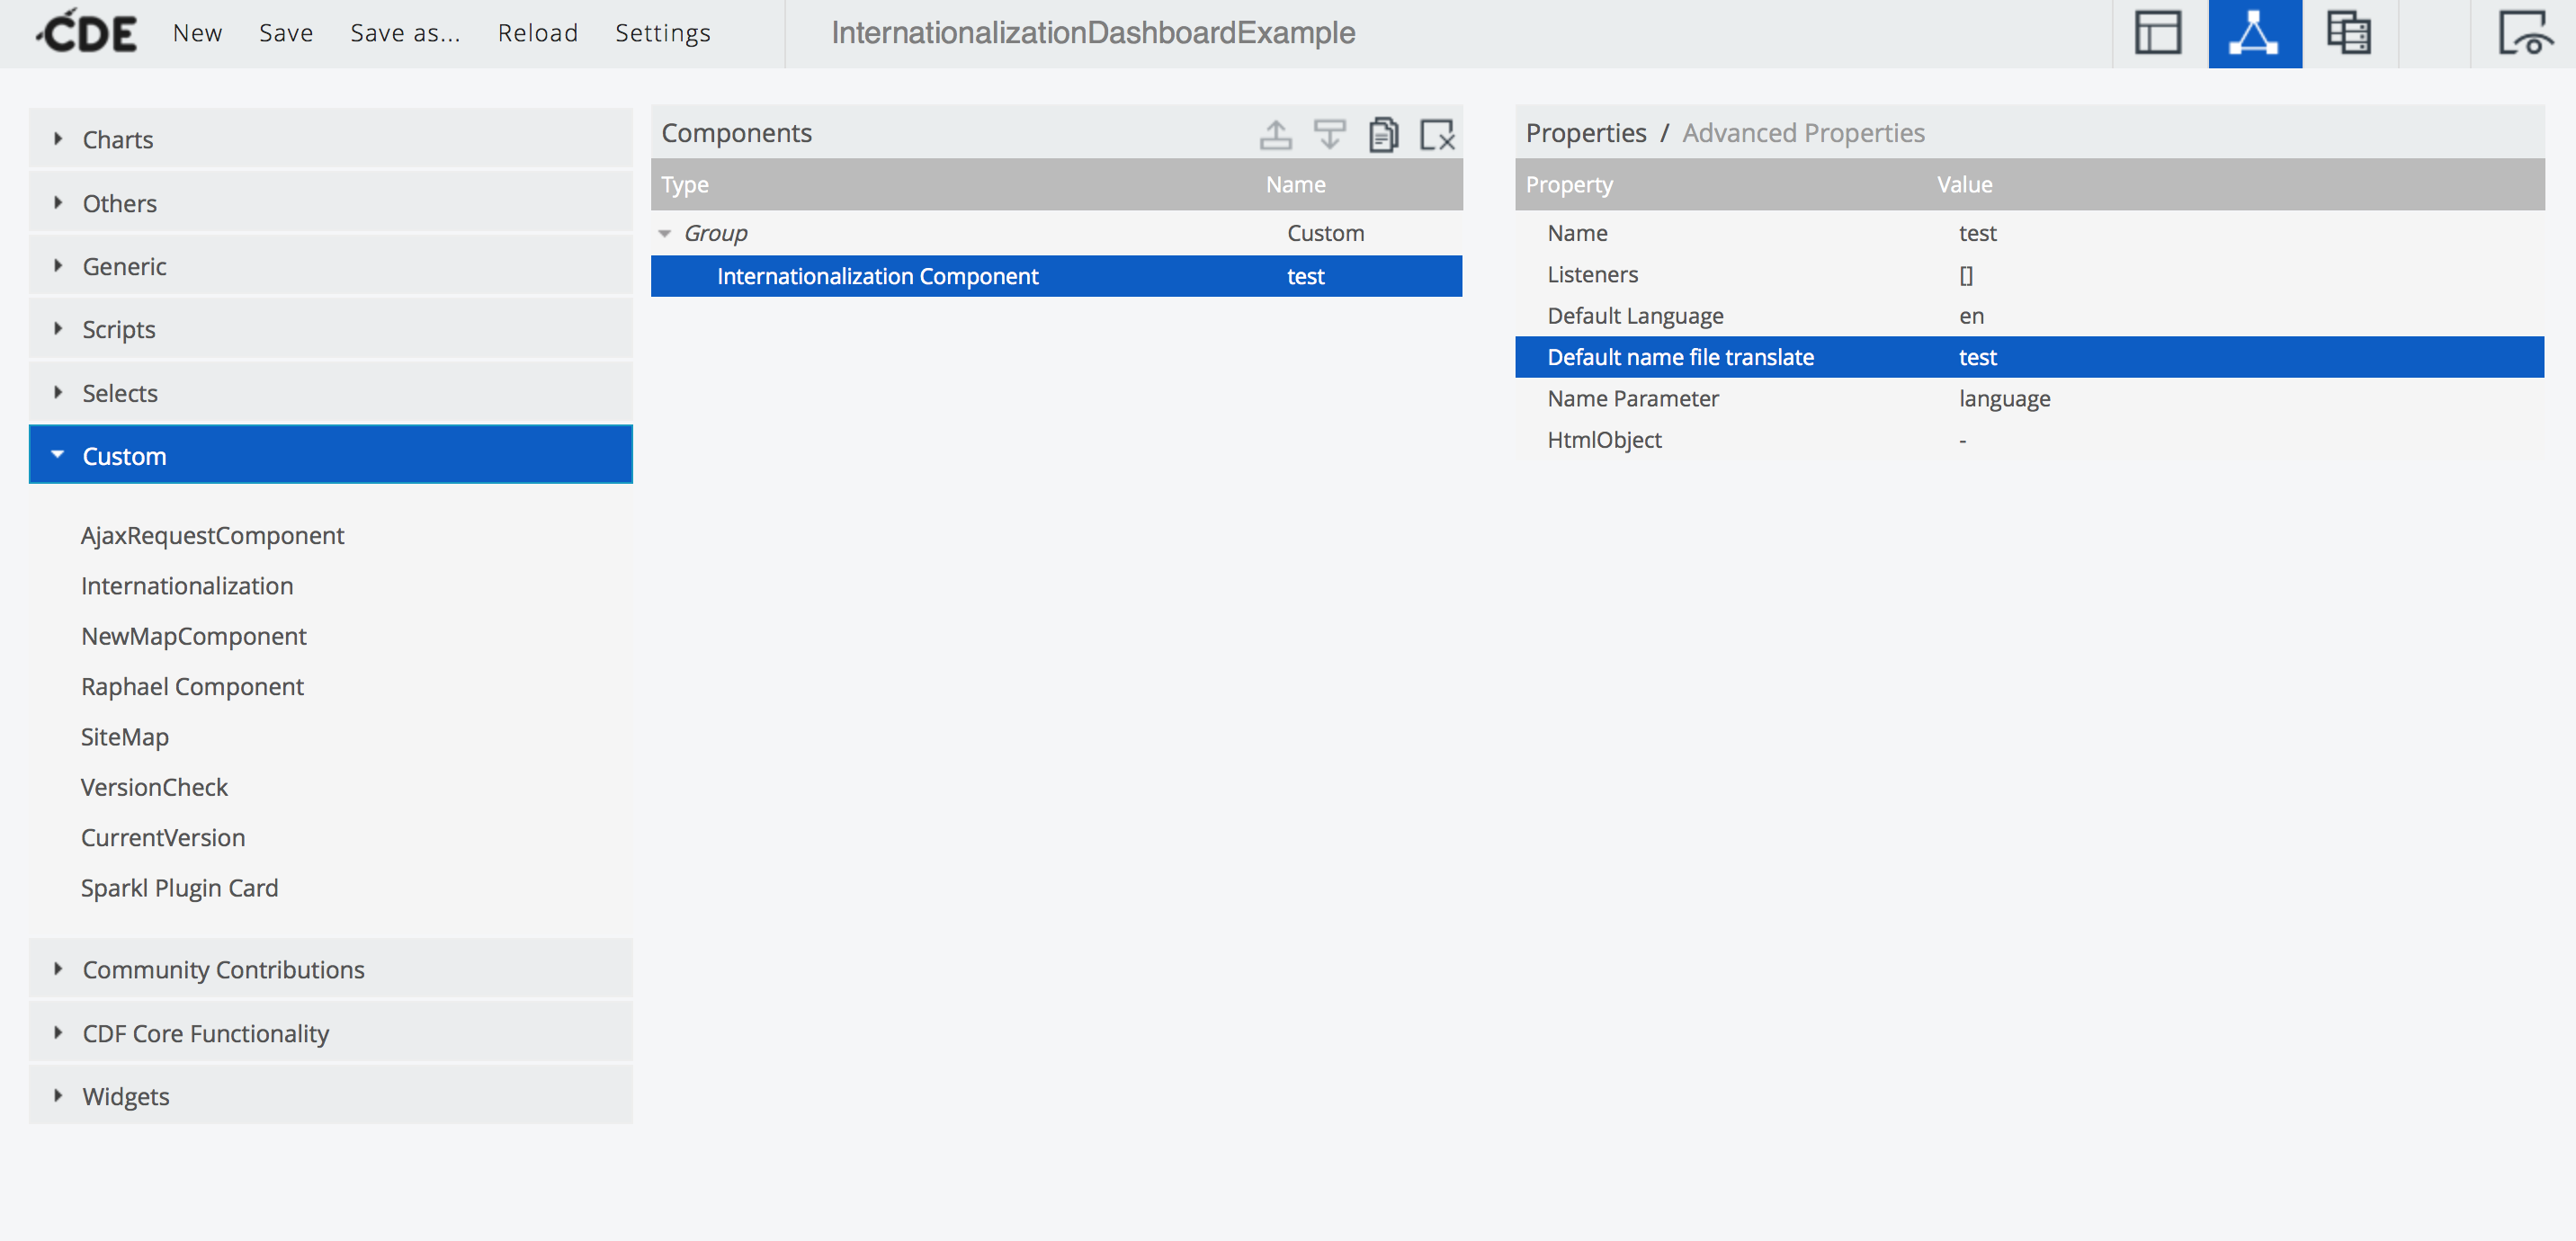 CDE New Save Save as... Reload Settings InternationalizationDashboardExample
Charts
Others
Generic
Scripts
Selects
Custom
AjaxRequestComponent
Internationalization
NewMapComponent
Raphael Component
SiteMap
VersionCheck
CurrentVersion
Sparkl Plugin Card
Community Contributions
CDF Core Functionality
Widgets
Components
Type Name
Group Custom
Internationalization Component test
Properties / Advanced Properties
Property Value
Name test
Listeners []
Default Language en
Default name file translate test
Name Parameter language
HtmlObject -